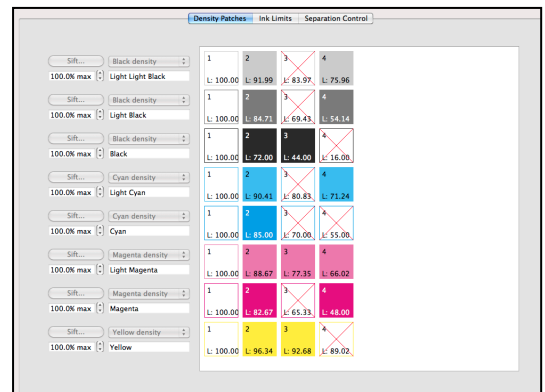 Density Patches Ink Limits Separation Control
Sift... Black density
100.0% max Light Light Black
1 2 3 4
L: 100.00 L: 91.99 L: 83.97 L: 75.96
Sift... Black density
100.0% max Light Black
1 2 3 4
L: 100.00 L: 84.71 L: 69.43 L: 54.14
Sift... Black density
100.0% max Black
1 2 3 4
L: 100.00 L: 72.00 L: 44.00 L: 16.00
Sift... Cyan density
100.0% max Light Cyan
1 2 3 4
L: 100.00 L: 90.41 L: 80.83 L: 71.24
Sift... Cyan density
100.0% max Cyan
1 2 3 4
L: 100.00 L: 85.00 L: 70.00 L: 55.00
Sift... Magenta density
100.0% max Light Magenta
1 2 3 4
L: 100.00 L: 88.67 L: 77.35 L: 66.02
Sift... Magenta density
100.0% max Magenta
1 2 3 4
L: 100.00 L: 82.67 L: 65.33 L: 48.00
Sift... Yellow density
100.0% max Yellow
1 2 3 4
L: 100.00 L: 96.34 L: 92.68 L: 89.02